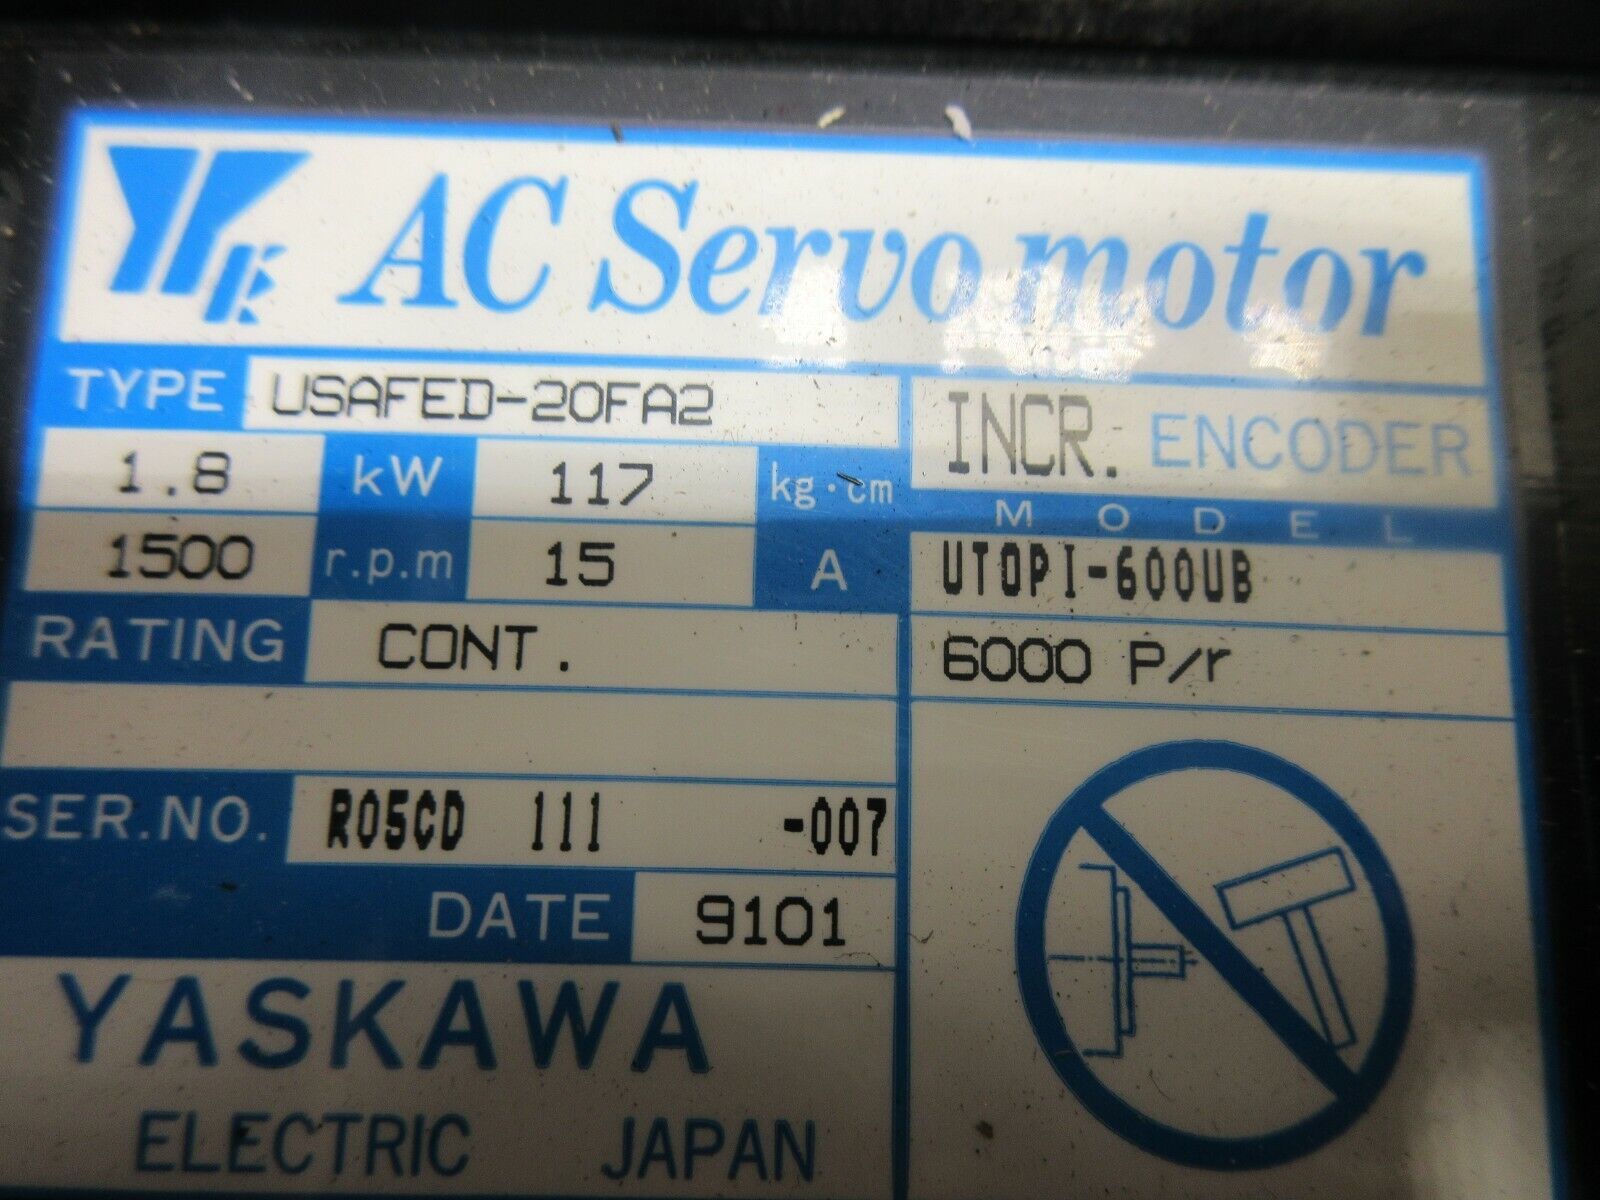 YE AC Servo motor
TYPE USAFED-20FA2
INCR. ENCODER
1.8 kW 117 kg·cm
MODEL
1500 r.p.m 15 A
UTOPI-600UB
RATING CONT.
6000 P/r
SER.NO. R05CD 111 -007
DATE 9101
YASKAWA
ELECTRIC JAPAN